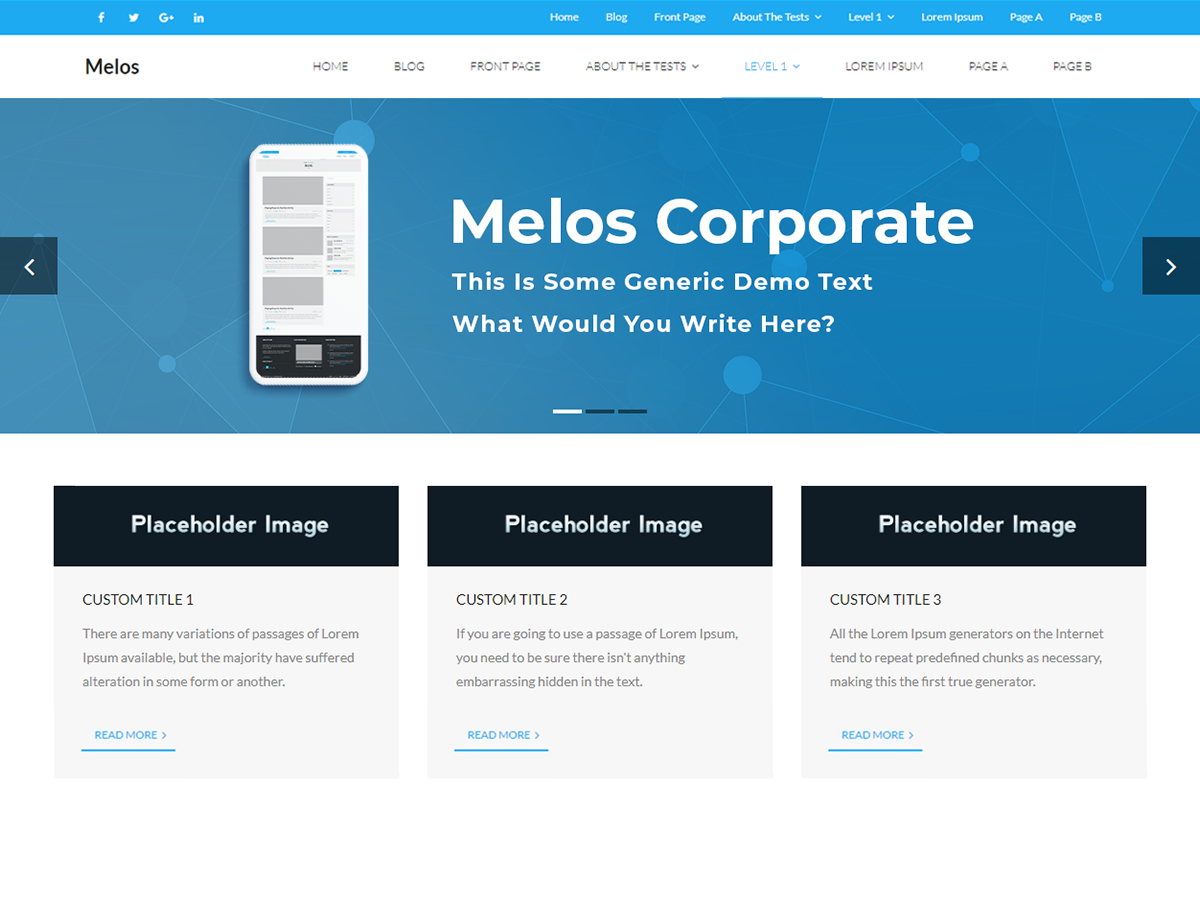 Home Blog Front Page About The Tests Level 1 Lorem Ipsum Page A Page B
Melos HOME BLOG FRONT PAGE ABOUT THE TESTS LEVEL 1 LOREM IPSUM PAGE A PAGE B
Melos Corporate
This Is Some Generic Demo Text
What Would You Write Here?
Placeholder Image
CUSTOM TITLE 1
There are many variations of passages of Lorem
Ipsum available, but the majority have suffered
alteration in some form or another.
READ MORE
Placeholder Image
CUSTOM TITLE 2
If you are going to use a passage of Lorem Ipsum,
you need to be sure there isn't anything
embarrassing hidden in the text.
READ MORE
Placeholder Image
CUSTOM TITLE 3
All the Lorem Ipsum generators on the Internet
tend to repeat predefined chunks as necessary,
making this the first true generator.
READ MORE